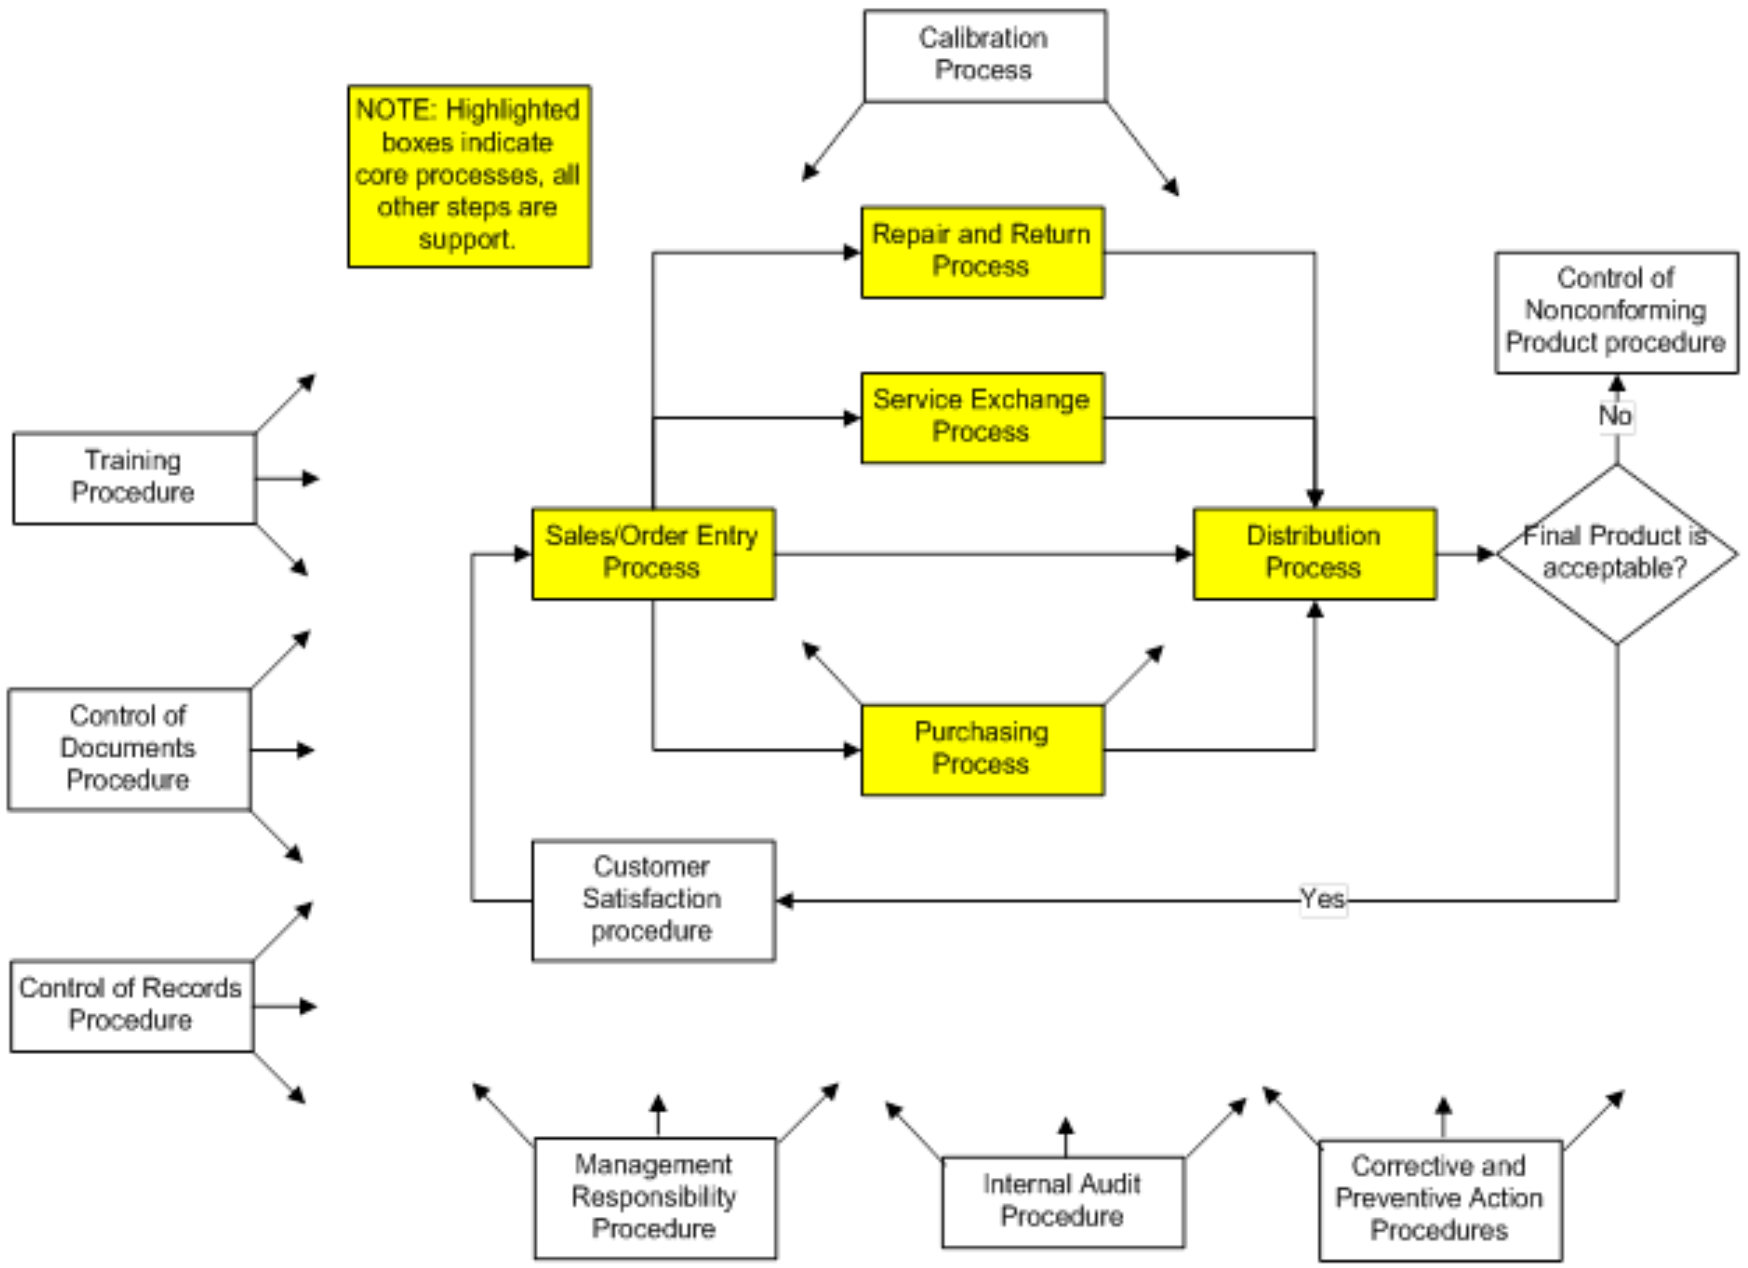 Calibration
Process
NOTE: Highlighted
boxes indicate
core processes, all
other steps are
support.
Repair and Return
Process
Control of
Nonconforming
Product procedure
Service Exchange
Process
No
Training
Procedure
Sales/Order Entry
Process
Distribution
Process
Final Product is
acceptable?
Control of
Documents
Procedure
Purchasing
Process
Customer
Satisfaction
procedure
Yes
Control of Records
Procedure
Management
Responsibility
Procedure
Internal Audit
Procedure
Corrective and
Preventive Action
Procedures